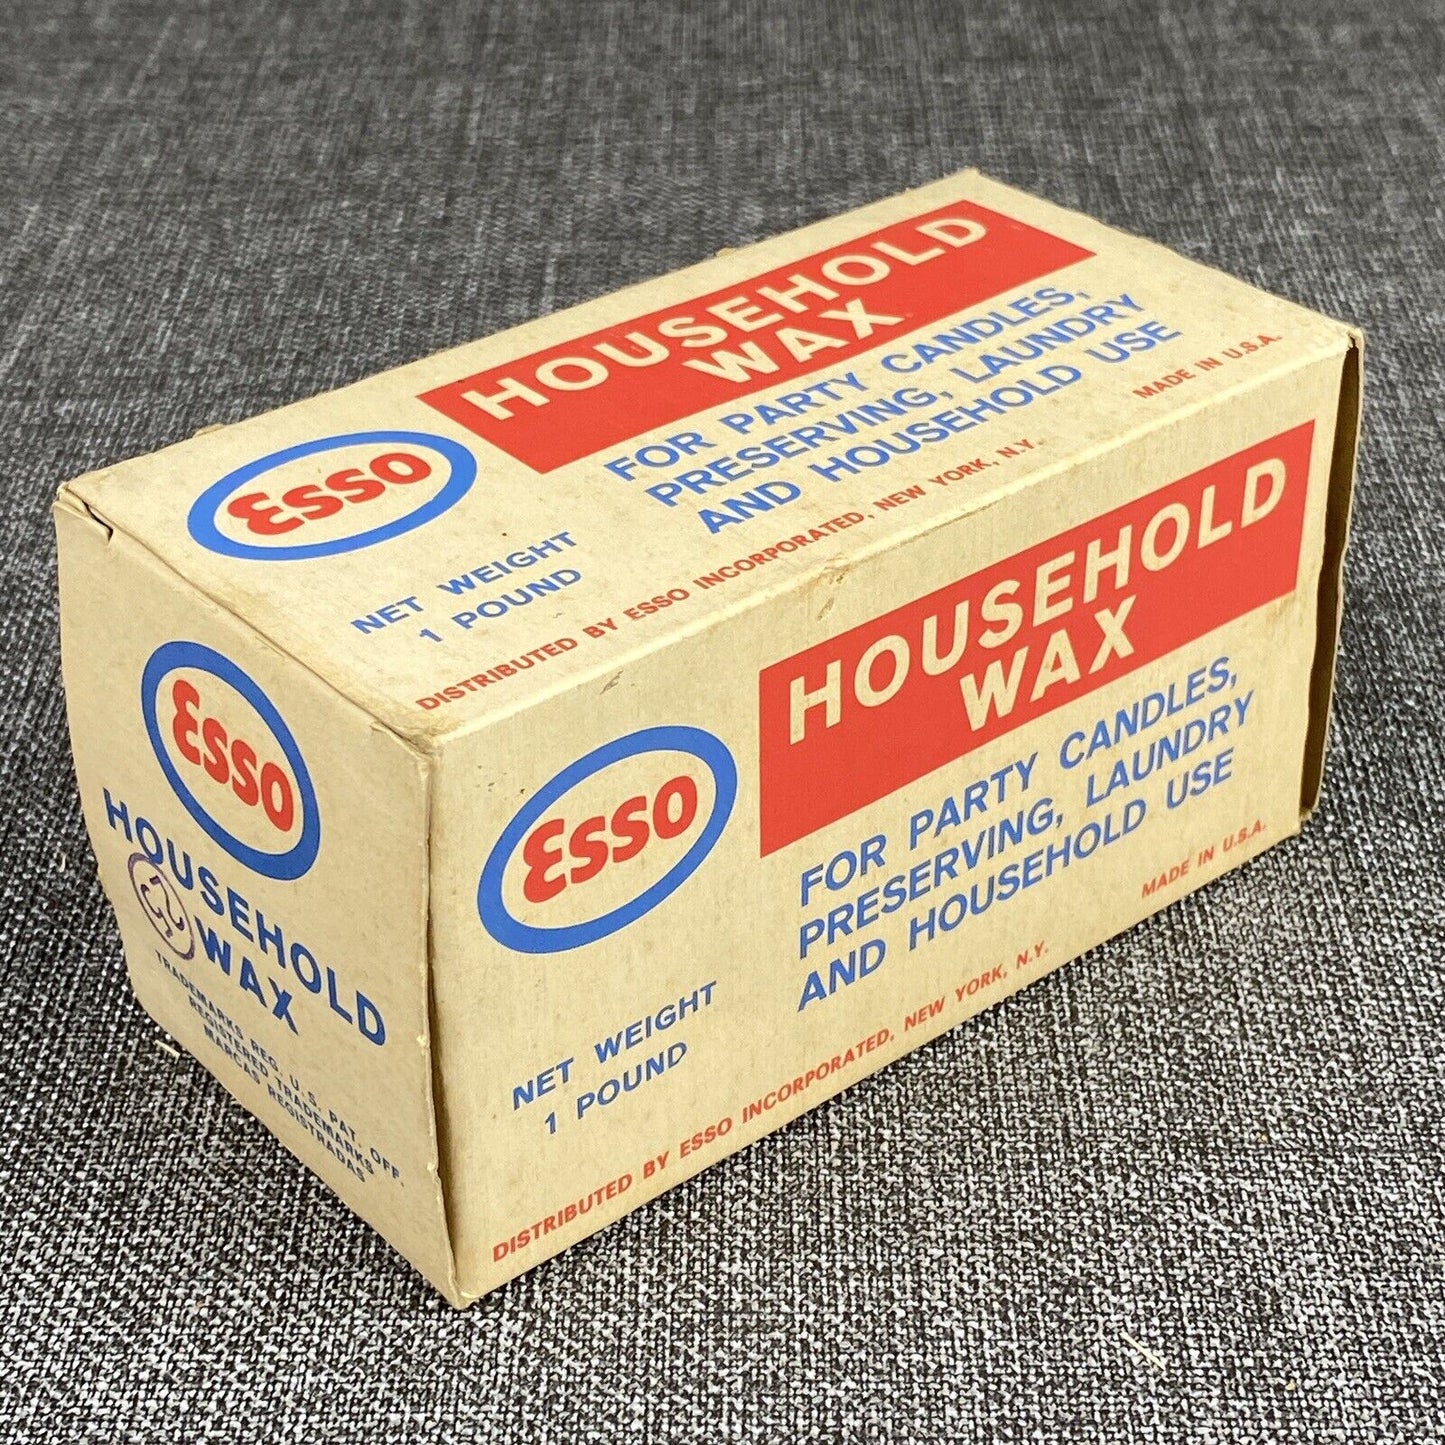 ESSO
HOUSEHOLD
WAX
FOR PARTY CANDLES,
PRESERVING, LAUNDRY
AND HOUSEHOLD USE
NET WEIGHT
1 POUND
MADE IN U.S.A.
DISTRIBUTED BY ESSO INCORPORATED, NEW YORK, N.Y.
ESSO
HOUSEHOLD
WAX
TRADEMARKS REG. U.S. PAT. OFF.
REGISTERED TRADEMARKS
MARCAS REGISTRADAS
ESSO
HOUSEHOLD
WAX
FOR PARTY CANDLES,
PRESERVING, LAUNDRY
AND HOUSEHOLD USE
NET WEIGHT
1 POUND
MADE IN U.S.A.
DISTRIBUTED BY ESSO INCORPORATED, NEW YORK, N.Y.